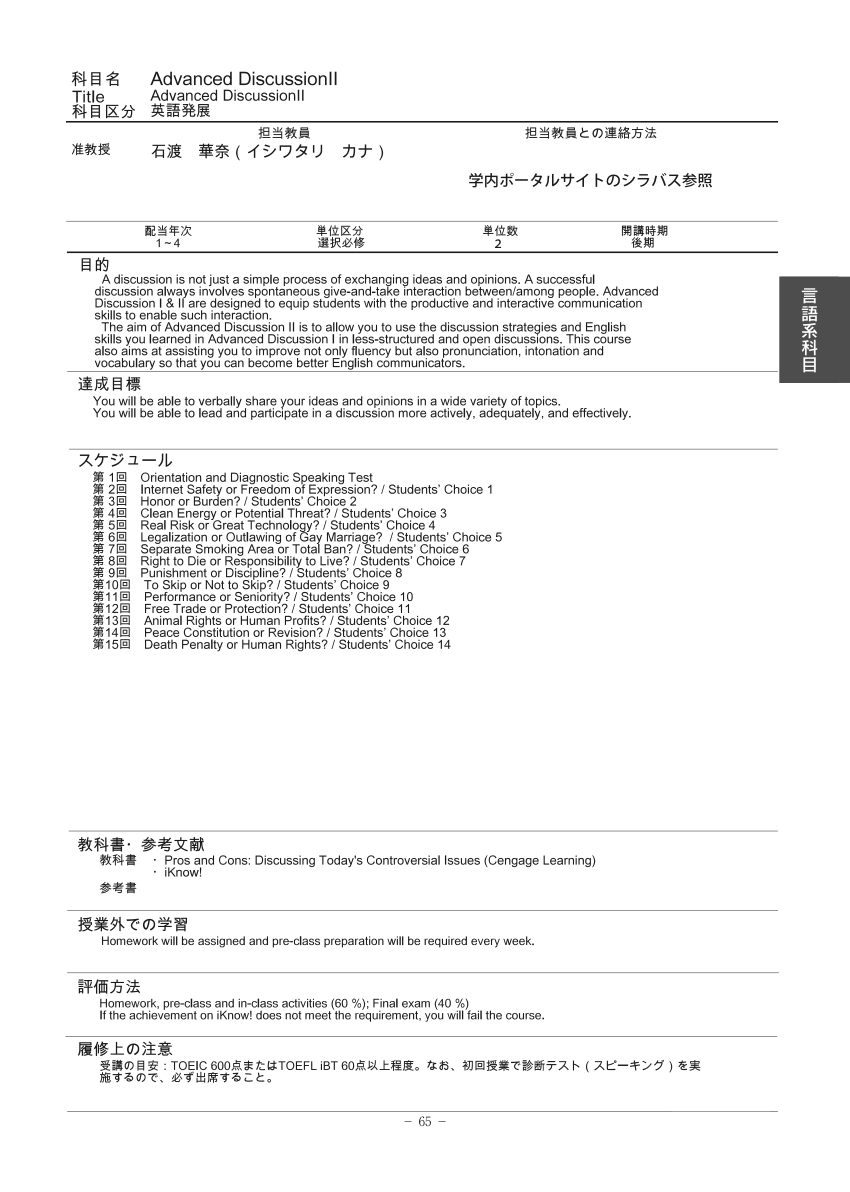 科目名 Advanced DiscussionII
Title Advanced DiscussionII
科目区分 英語発展
担当教員 担当教員との連絡方法
准教授 石渡 華奈（イシワタリ カナ）
学内ポータルサイトのシラバス参照
配当年次 単位区分 単位数 開講時期
1～4 選択必修 2 後期
目的
A discussion is not just a simple process of exchanging ideas and opinions. A successful
discussion always involves spontaneous give-and-take interaction between/among people. Advanced
Discussion I & II are designed to equip students with the productive and interactive communication
skills to enable such interaction.
The aim of Advanced Discussion II is to allow you to use the discussion strategies and English
skills you learned in Advanced Discussion I in less-structured and open discussions. This course
also aims at assisting you to improve not only fluency but also pronunciation, intonation and
vocabulary so that you can become better English communicators.
言語系科目
達成目標
You will be able to verbally share your ideas and opinions in a wide variety of topics.
You will be able to lead and participate in a discussion more actively, adequately, and effectively.
スケジュール
第 1回 Orientation and Diagnostic Speaking Test
第 2回 Internet Safety or Freedom of Expression? / Students' Choice 1
第 3回 Honor or Burden? / Students' Choice 2
第 4回 Clean Energy or Potential Threat? / Students' Choice 3
第 5回 Real Risk or Great Technology? / Students' Choice 4
第 6回 Legalization or Outlawing of Gay Marriage? / Students' Choice 5
第 7回 Separate Smoking Area or Total Ban? / Students' Choice 6
第 8回 Right to Die or Responsibility to Live? / Students' Choice 7
第 9回 Punishment or Discipline? / Students' Choice 8
第10回 To Skip or Not to Skip? / Students' Choice 9
第11回 Performance or Seniority? / Students' Choice 10
第12回 Free Trade or Protection? / Students' Choice 11
第13回 Animal Rights or Human Profits? / Students' Choice 12
第14回 Peace Constitution or Revision? / Students' Choice 13
第15回 Death Penalty or Human Rights? / Students' Choice 14
教科書・参考文献
教科書 ・ Pros and Cons: Discussing Today's Controversial Issues (Cengage Learning)
・ iKnow!
参考書
授業外での学習
Homework will be assigned and pre-class preparation will be required every week.
評価方法
Homework, pre-class and in-class activities (60 %); Final exam (40 %)
If the achievement on iKnow! does not meet the requirement, you will fail the course.
履修上の注意
受講の目安：TOEIC 600点またはTOEFL iBT 60点以上程度。なお、初回授業で診断テスト（スピーキング）を実
施するので、必ず出席すること。
－ 65 －